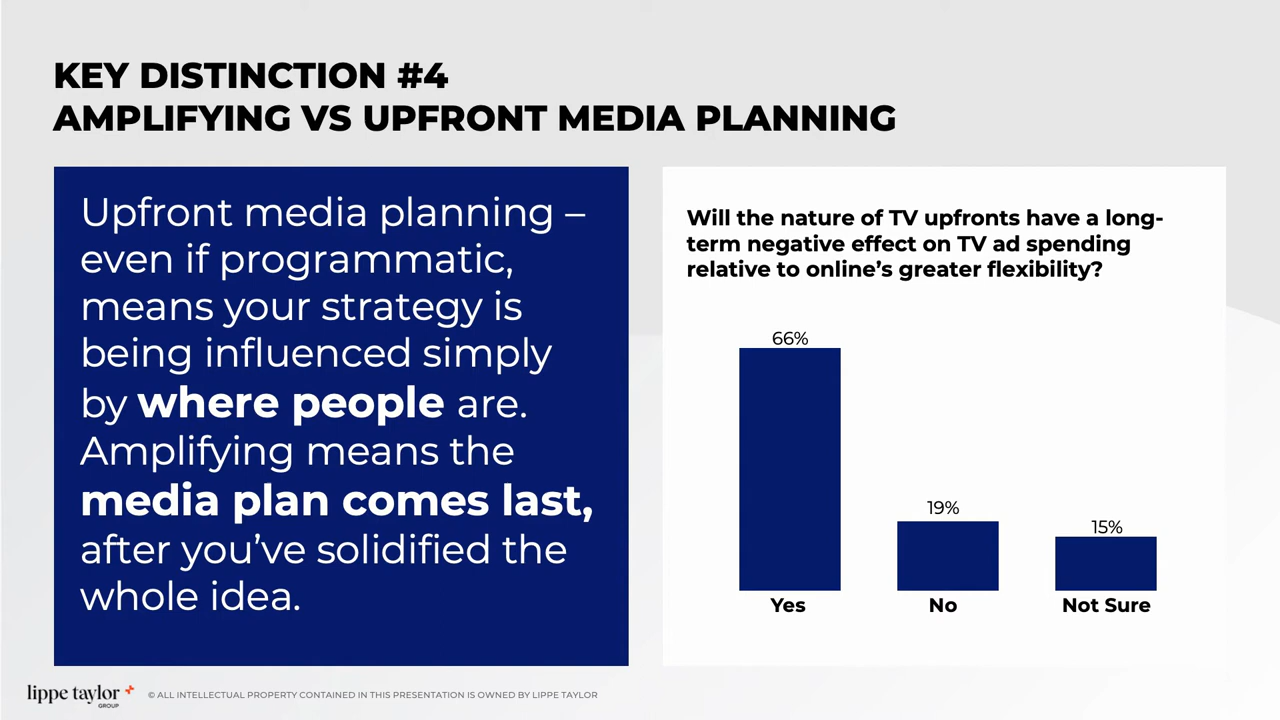 KEY DISTINCTION #4
AMPLIFYING VS UPFRONT MEDIA PLANNING
Upfront media planning –
even if programmatic,
means your strategy is
being influenced simply
by where people are.
Amplifying means the
media plan comes last,
after you’ve solidified the
whole idea.
Will the nature of TV upfronts have a long-
term negative effect on TV ad spending
relative to online’s greater flexibility?
66%
19%
15%
Yes
No
Not Sure
lippe taylor
GROUP
© ALL INTELLECTUAL PROPERTY CONTAINED IN THIS PRESENTATION IS OWNED BY LIPPE TAYLOR